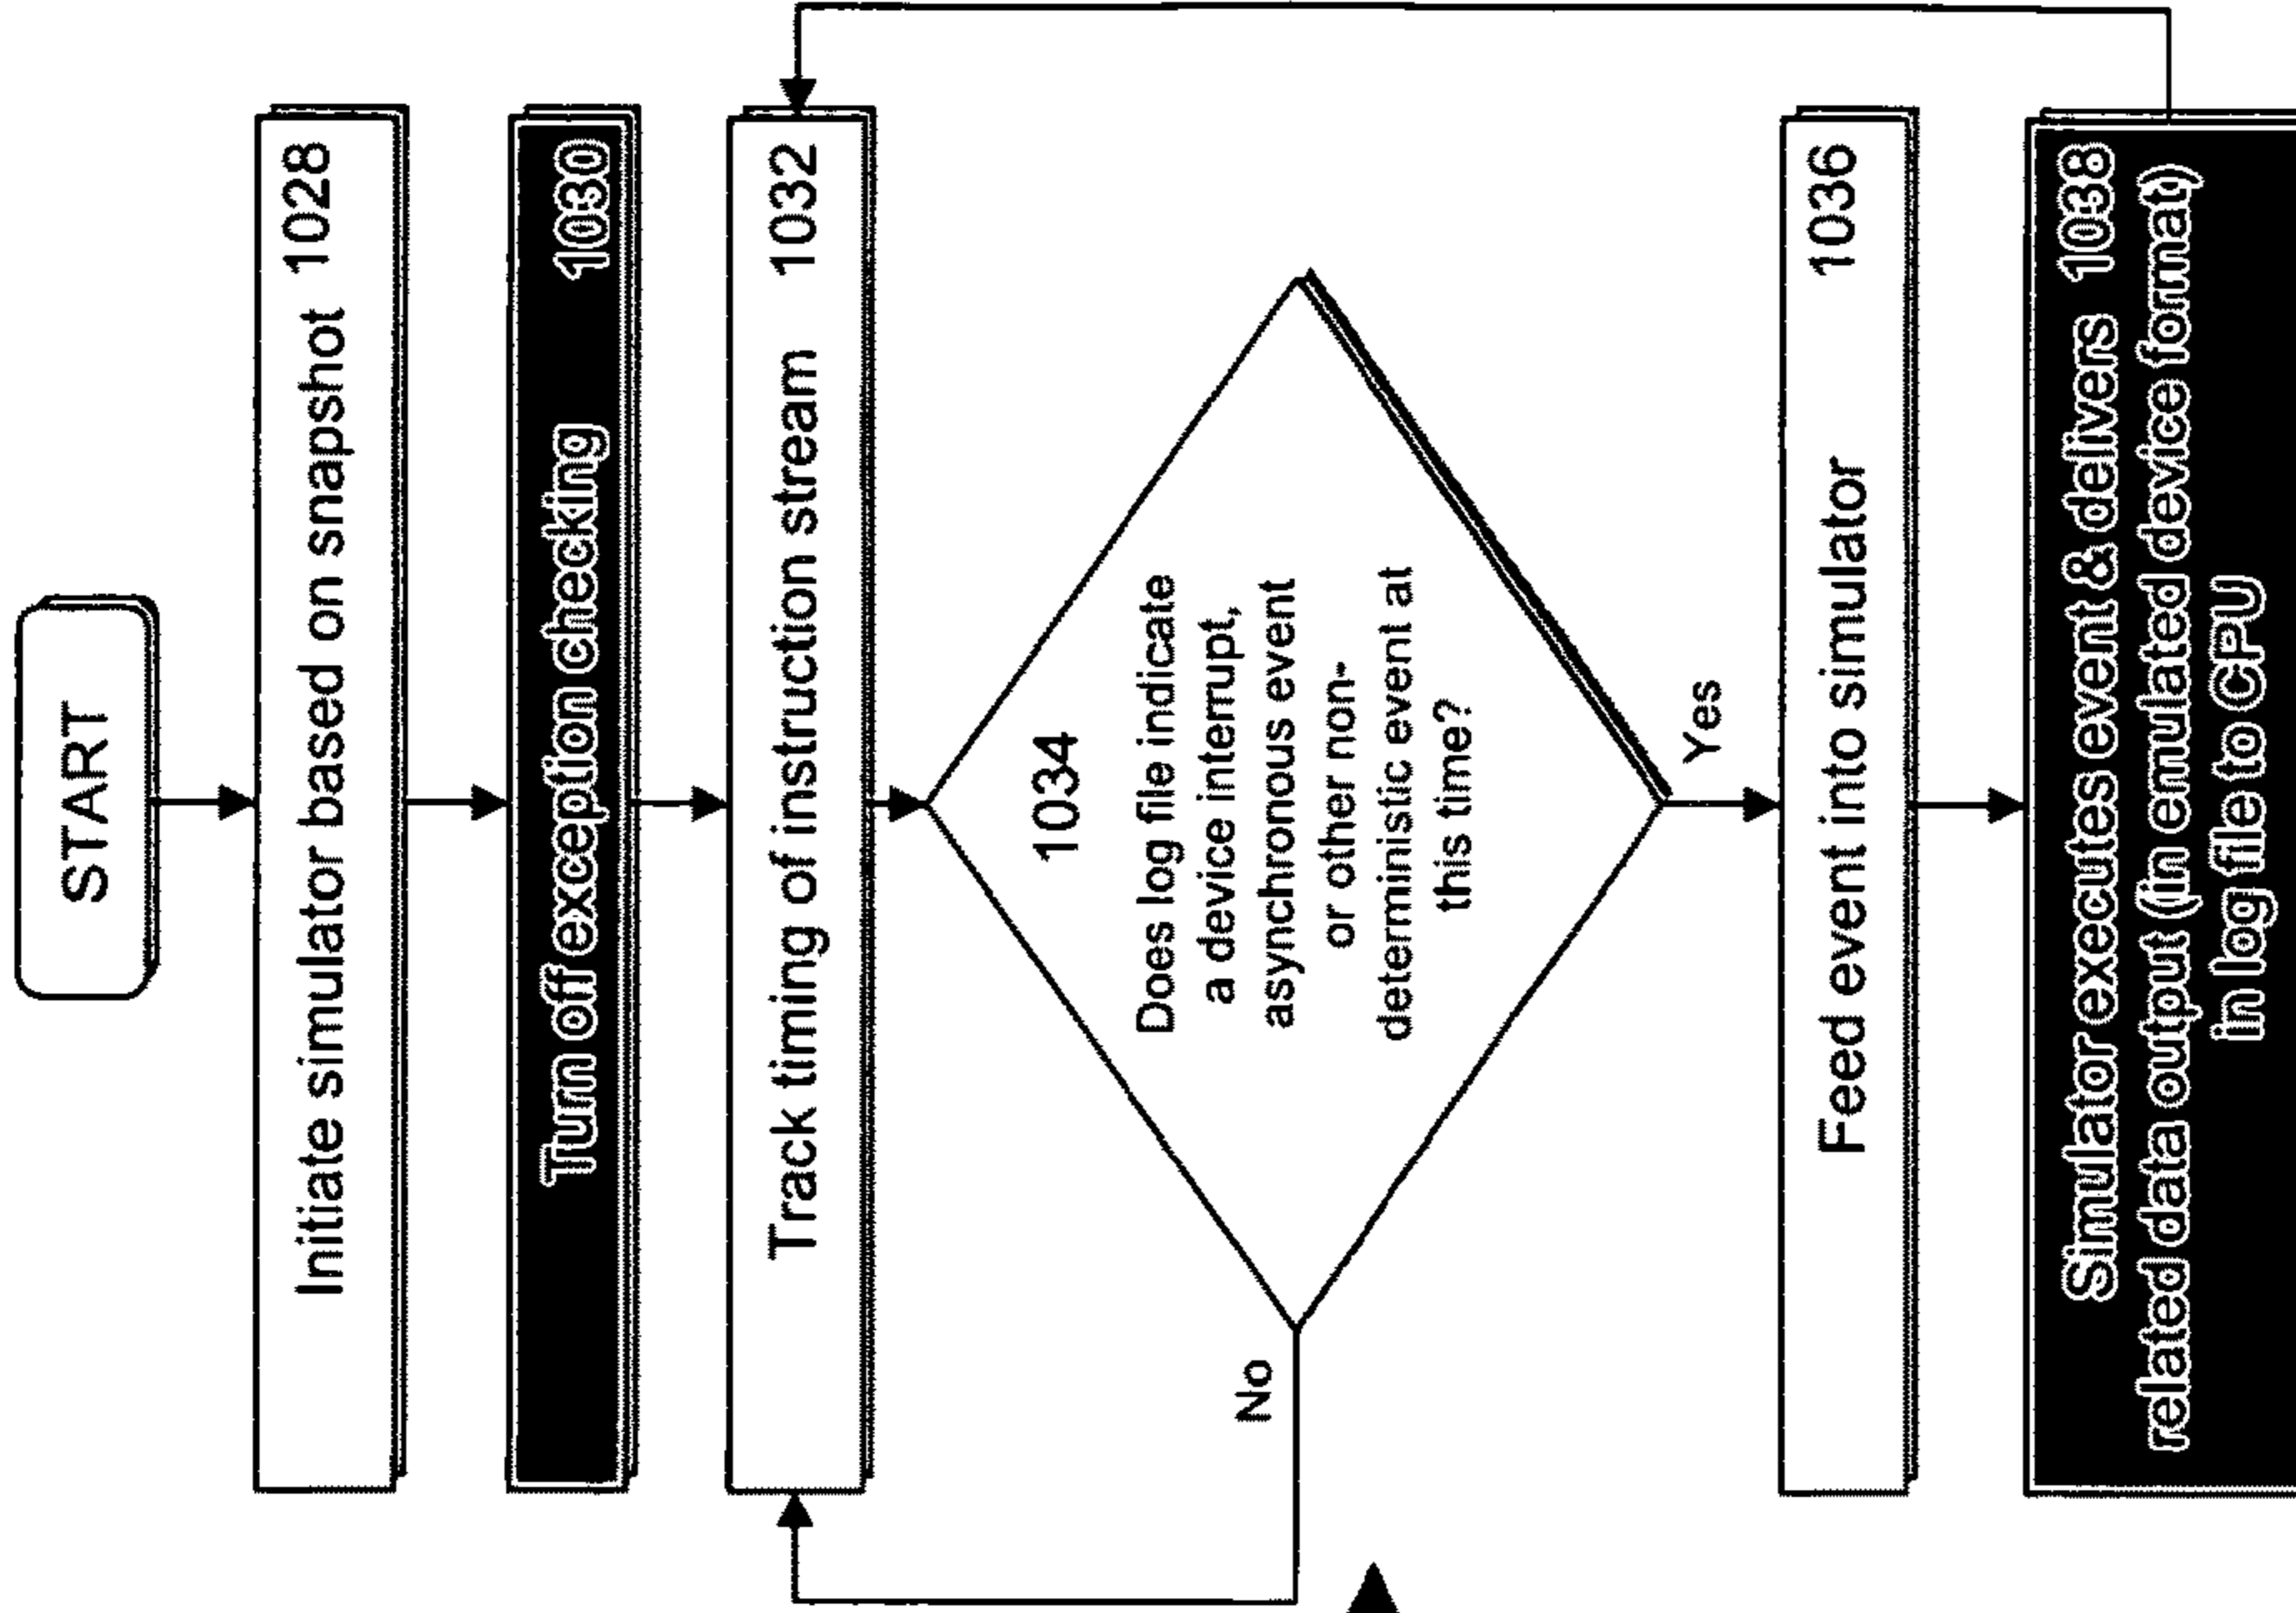 START
Initiate simulator based on snapshot 1028
Turn off exception checking 1030
Track timing of instruction stream 1032
1034
Does log file indicate
a device interrupt,
asynchronous event
or other non-
deterministic event at
this time?
No
Yes
Feed event into simulator 1036
Simulator executes event & delivers 1038
related data output (in emulated device format)
in log file to CPU